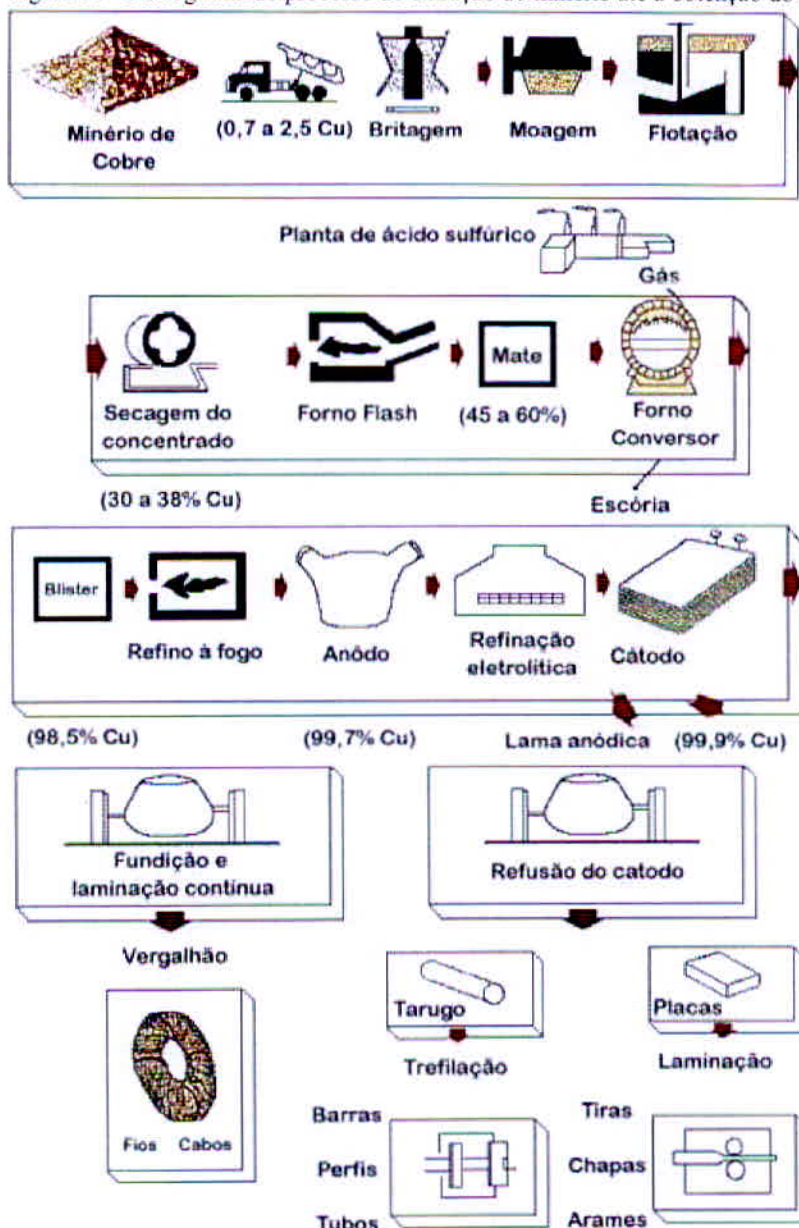 Minério de
Cobre
(0,7 a 2,5 Cu)
Britagem
Moagem
Flotação
Planta de ácido sulfúrico
Gás
Secagem do
concentrado
Forno Flash
Mate
(45 a 60%)
Forno
Conversor
(30 a 38% Cu)
Escória
Blister
Refino à fogo
Anôdo
Refinação
eletrolítica
Cátodo
(98,5% Cu)
(99,7% Cu)
Lama anódica
(99,9% Cu)
Fundição e
laminação contínua
Refusão do catodo
Vergalhão
Fios Cabos
Tarugo
Trefilação
Placas
Laminação
Barras
Perfis
Tubos
Tiras
Chapas
Arames